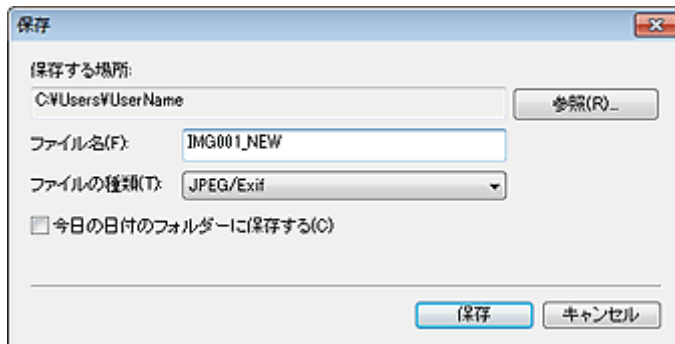 保存
保存する場所:
C:¥Users¥UserName
参照(R)...
ファイル名(F):
IMG001_NEW
ファイルの種類(T):
JPEG/Exif
今日の日付のフォルダーに保存する(C)
保存
キャンセル